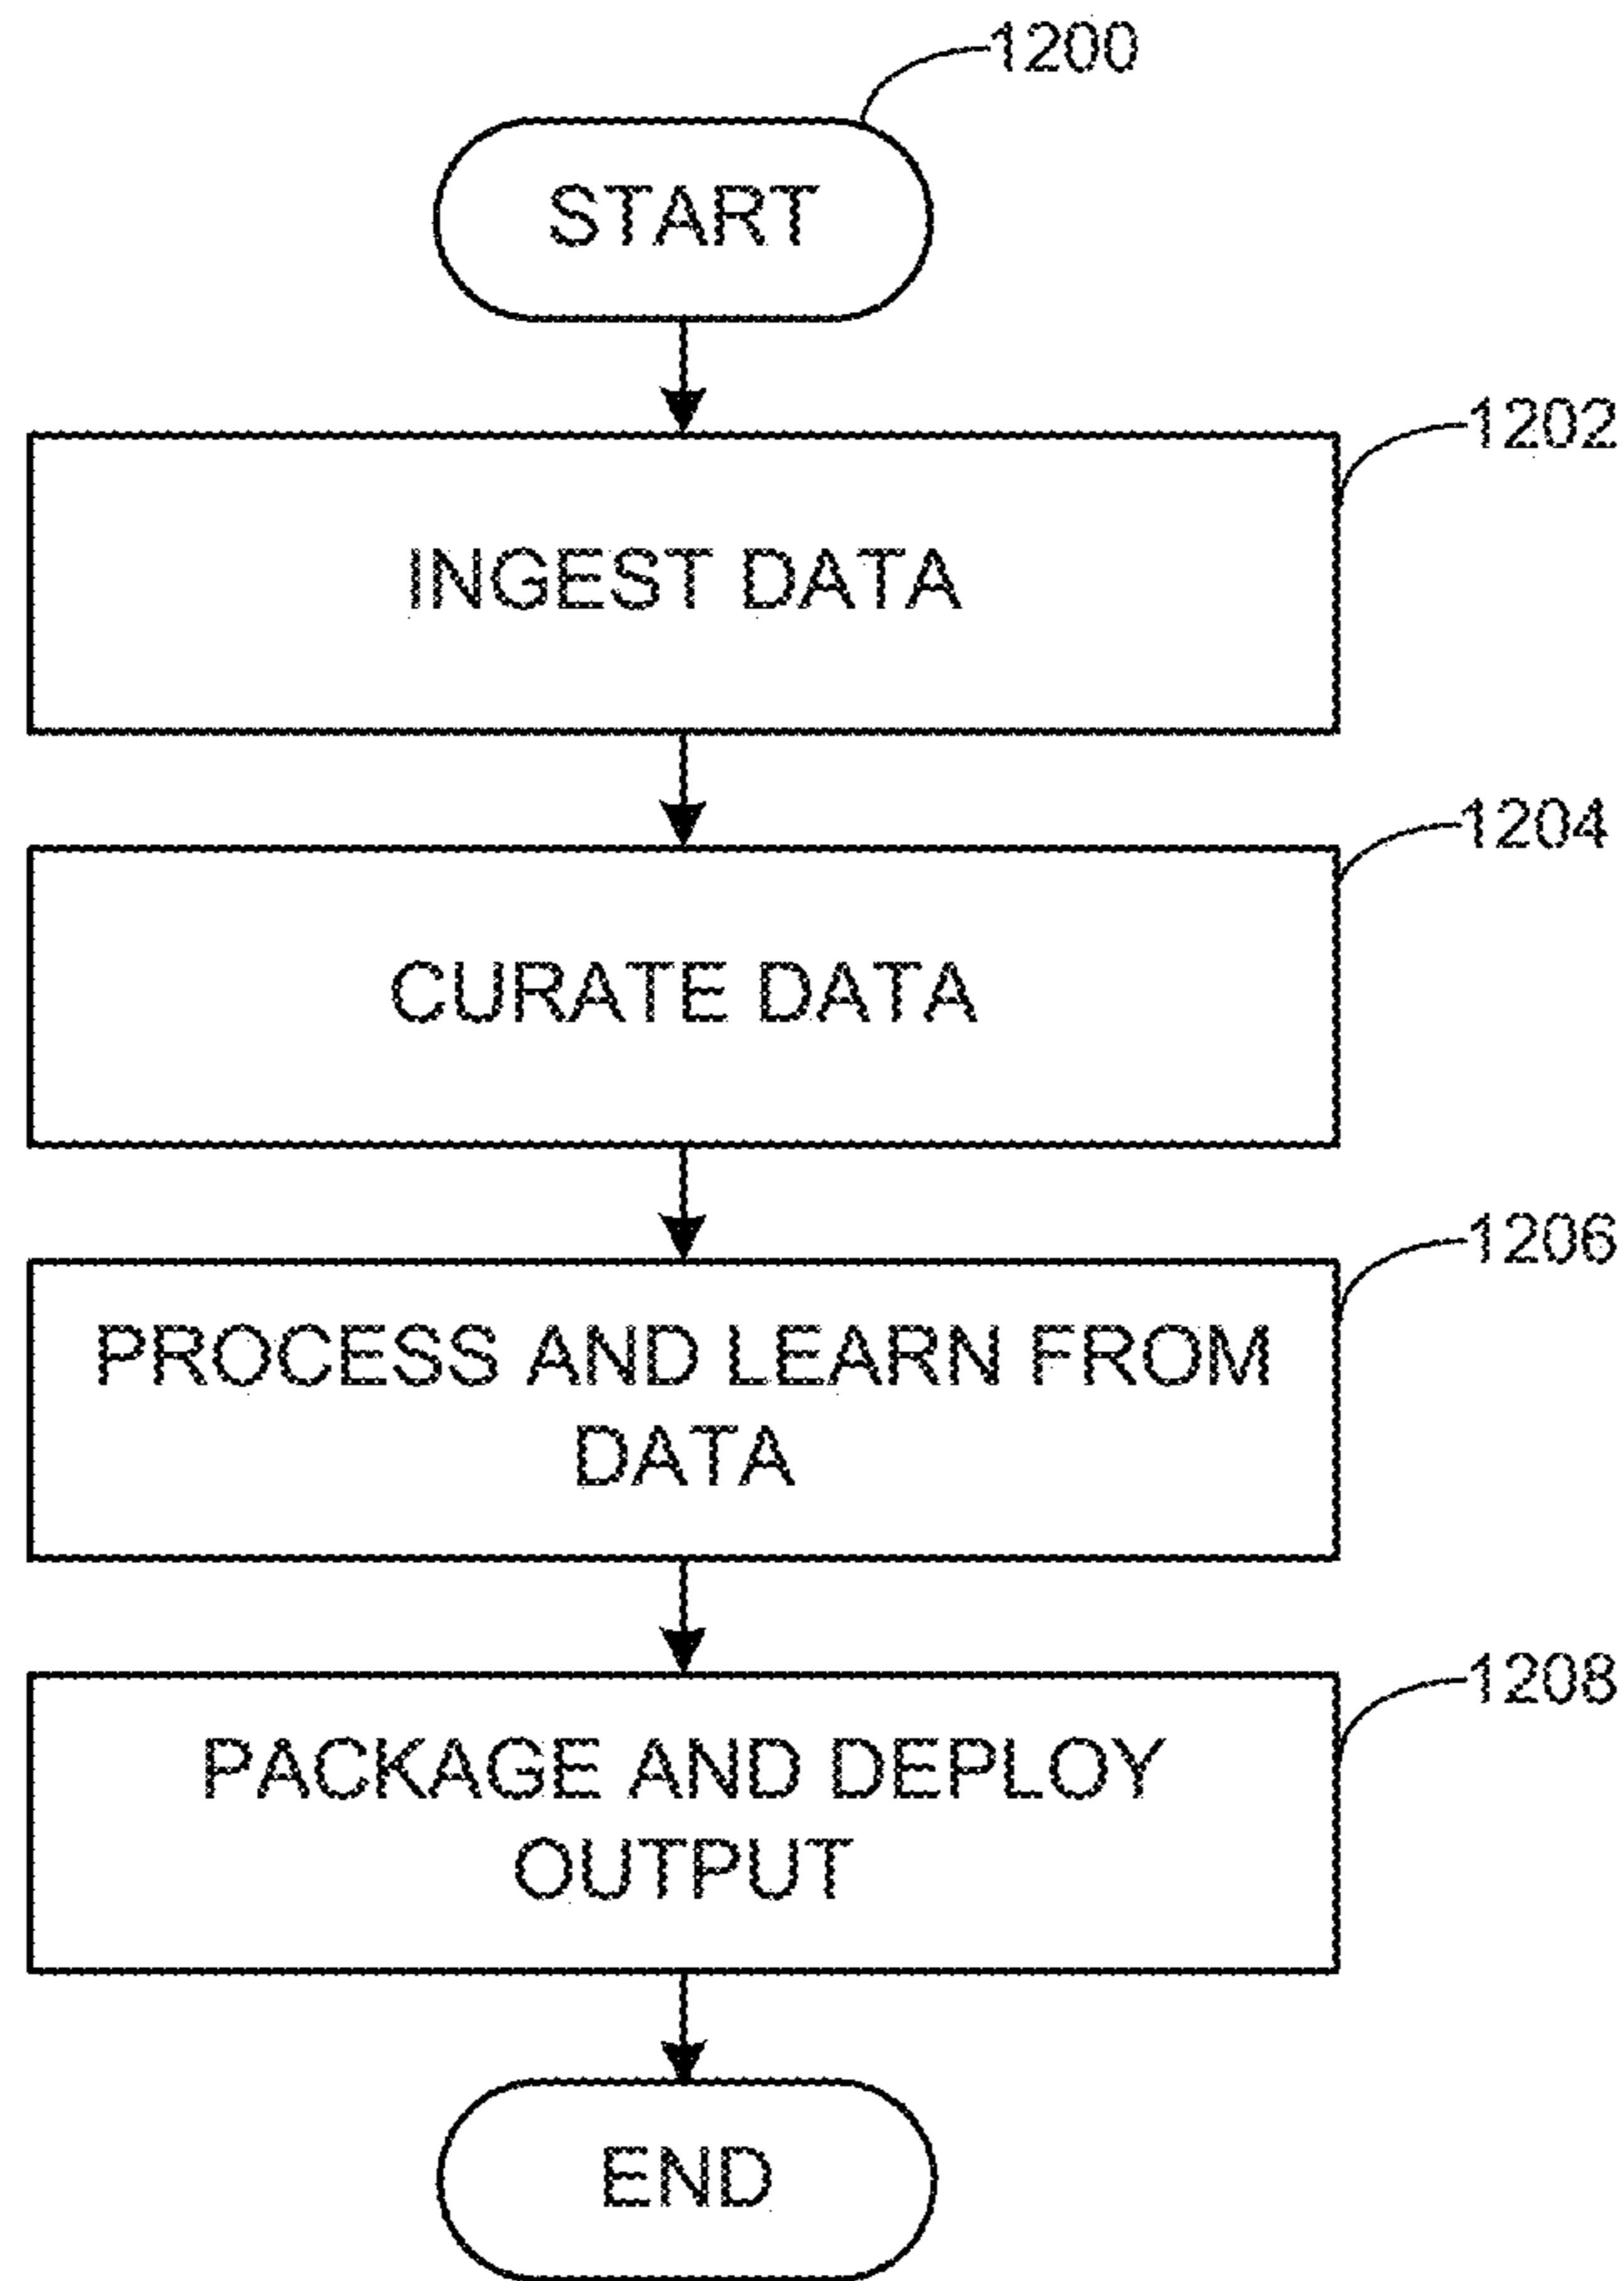 1200
START
1202
INGEST DATA
1204
CURATE DATA
1206
PROCESS AND LEARN FROM
DATA
1208
PACKAGE AND DEPLOY
OUTPUT
END